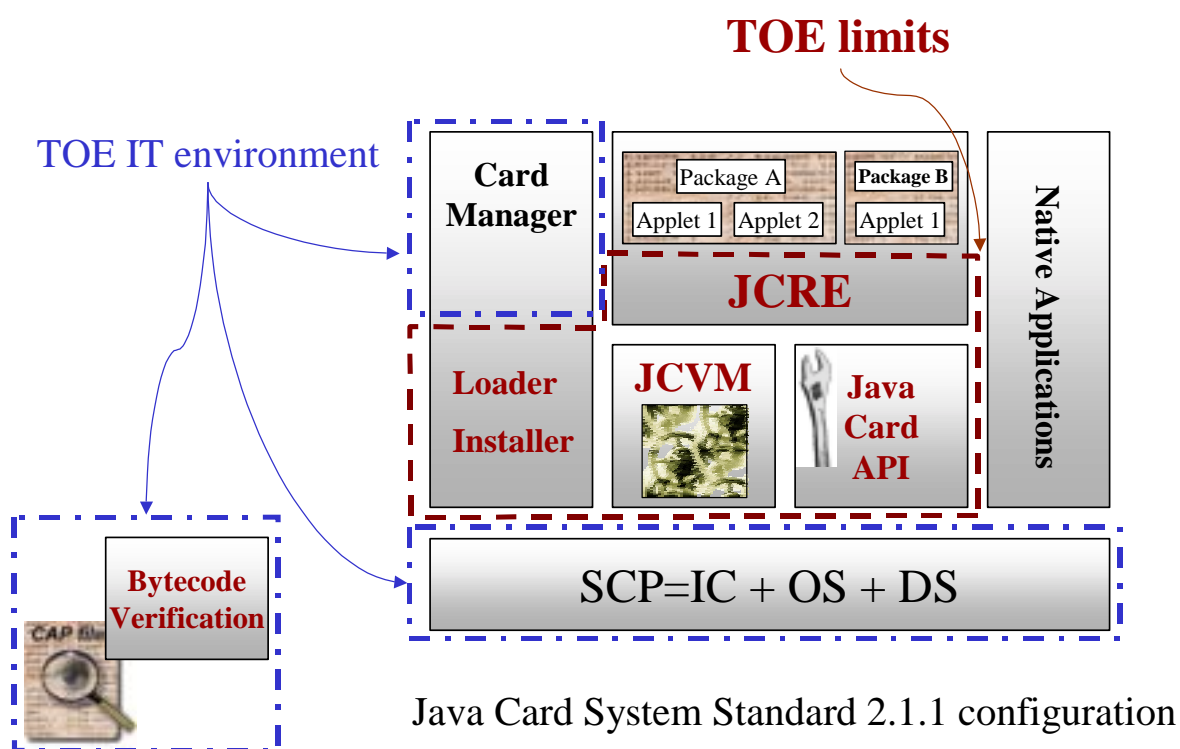 TOE limits
TOE IT environment
Card
Manager
Package A
Applet 1
Applet 2
Package B
Applet 1
JCRE
Native Applications
Loader
Installer
JCVM
Java
Card
API
SCP=IC + OS + DS
Bytecode
Verification
CAP file
Java Card System Standard 2.1.1 configuration